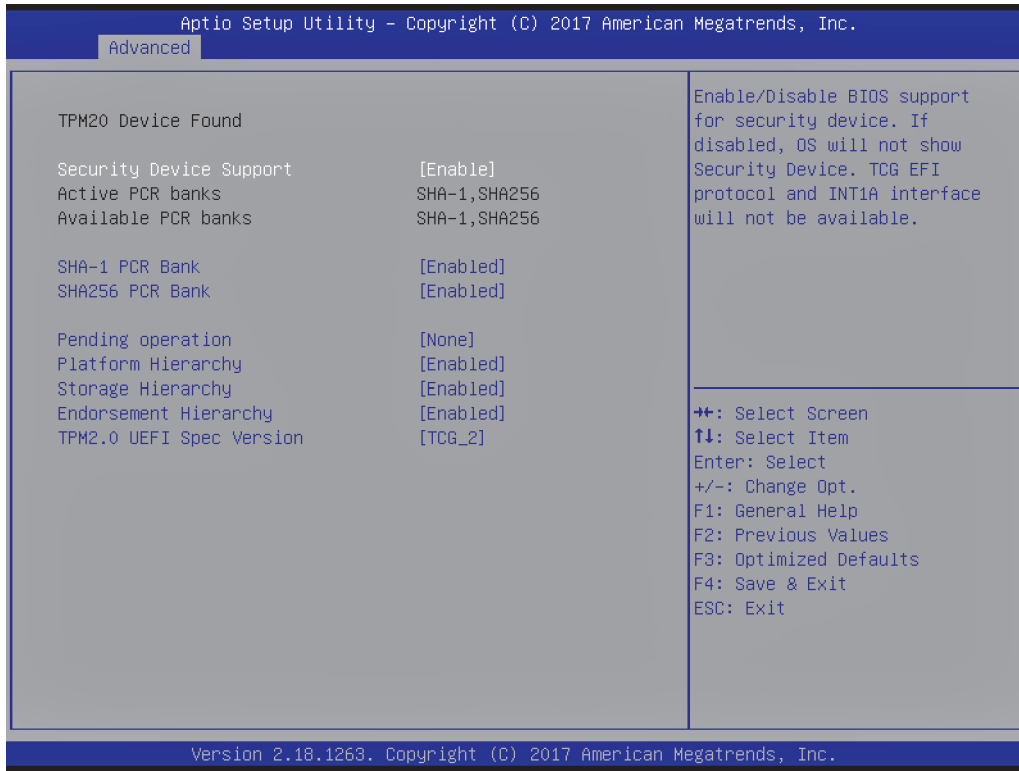 Aptio Setup Utility – Copyright (C) 2017 American Megatrends, Inc.
Advanced
TPM20 Device Found
Security Device Support [Enable]
Active PCR banks SHA-1,SHA256
Available PCR banks SHA-1,SHA256
SHA-1 PCR Bank [Enabled]
SHA256 PCR Bank [Enabled]
Pending operation [None]
Platform Hierarchy [Enabled]
Storage Hierarchy [Enabled]
Endorsement Hierarchy [Enabled]
TPM2.0 UEFI Spec Version [TCG_2]
Enable/Disable BIOS support
for security device. If
disabled, OS will not show
Security Device. TCG EFI
protocol and INT1A interface
will not be available.
→←: Select Screen
↑↓: Select Item
Enter: Select
+/-: Change Opt.
F1: General Help
F2: Previous Values
F3: Optimized Defaults
F4: Save & Exit
ESC: Exit
Version 2.18.1263. Copyright (C) 2017 American Megatrends, Inc.